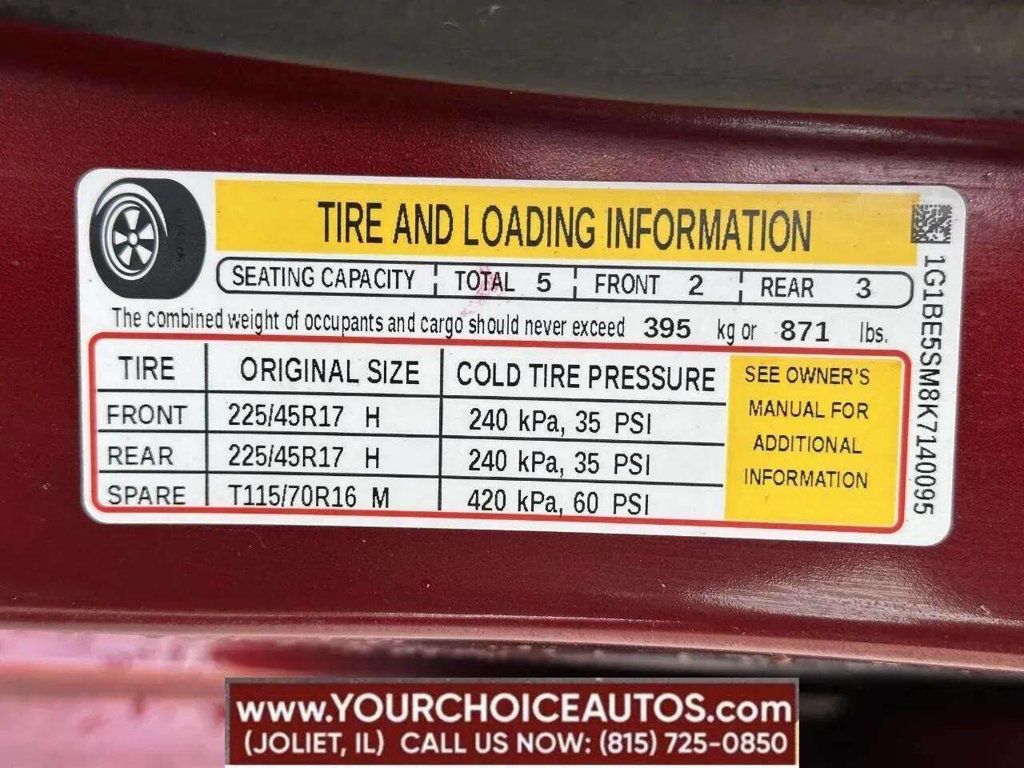 TIRE AND LOADING INFORMATION
SEATING CAPACITY TOTAL 5 FRONT 2 REAR 3
The combined weight of occupants and cargo should never exceed 395 kg or 871 lbs.
TIRE ORIGINAL SIZE COLD TIRE PRESSURE
FRONT 225/45R17 H 240 kPa, 35 PSI
REAR 225/45R17 H 240 kPa, 35 PSI
SPARE T115/70R16 M 420 kPa, 60 PSI
SEE OWNER'S
MANUAL FOR
ADDITIONAL
INFORMATION
1G1BE5SM8K7140095
www.YOURCHOICEAUTOS.com
(JOLIET, IL) CALL US NOW: (815) 725-0850